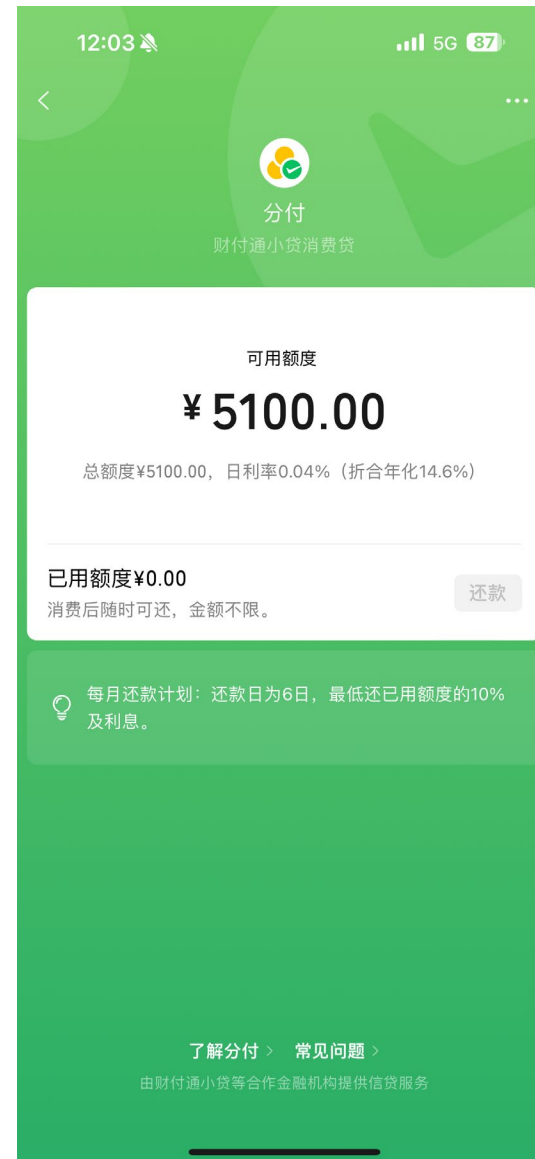 12:03
5G 87
分付
财付通小贷消费贷
可用额度
¥5100.00
总额度¥5100.00，日利率0.04%（折合年化14.6%）
已用额度¥0.00
消费后随时可还，金额不限。
还款
每月还款计划：还款日为6日，最低还已用额度的10%
及利息。
了解分付 常见问题
由财付通小贷等合作金融机构提供信贷服务